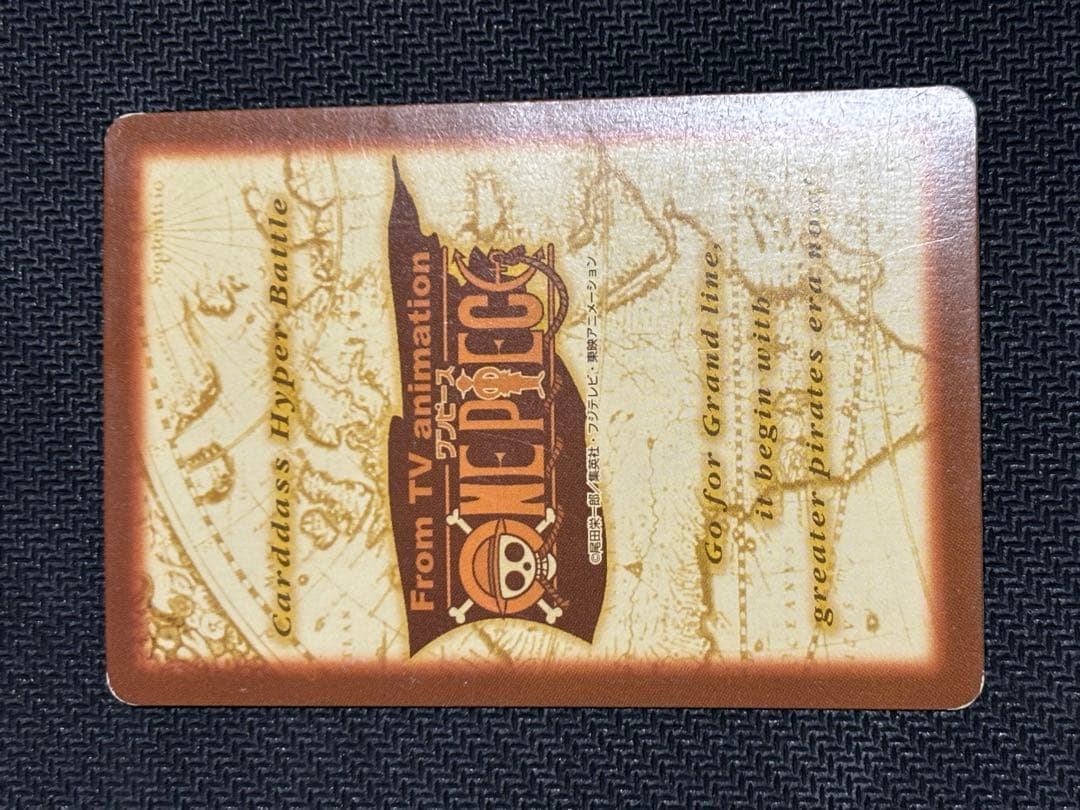 Carddass Hyper Battle
From TV animation
ワンピース
ONE PIECE
©尾田栄一郎／集英社・フジテレビ・東映アニメーション
Go for Grand line,
it begin with
greater pirates era now!